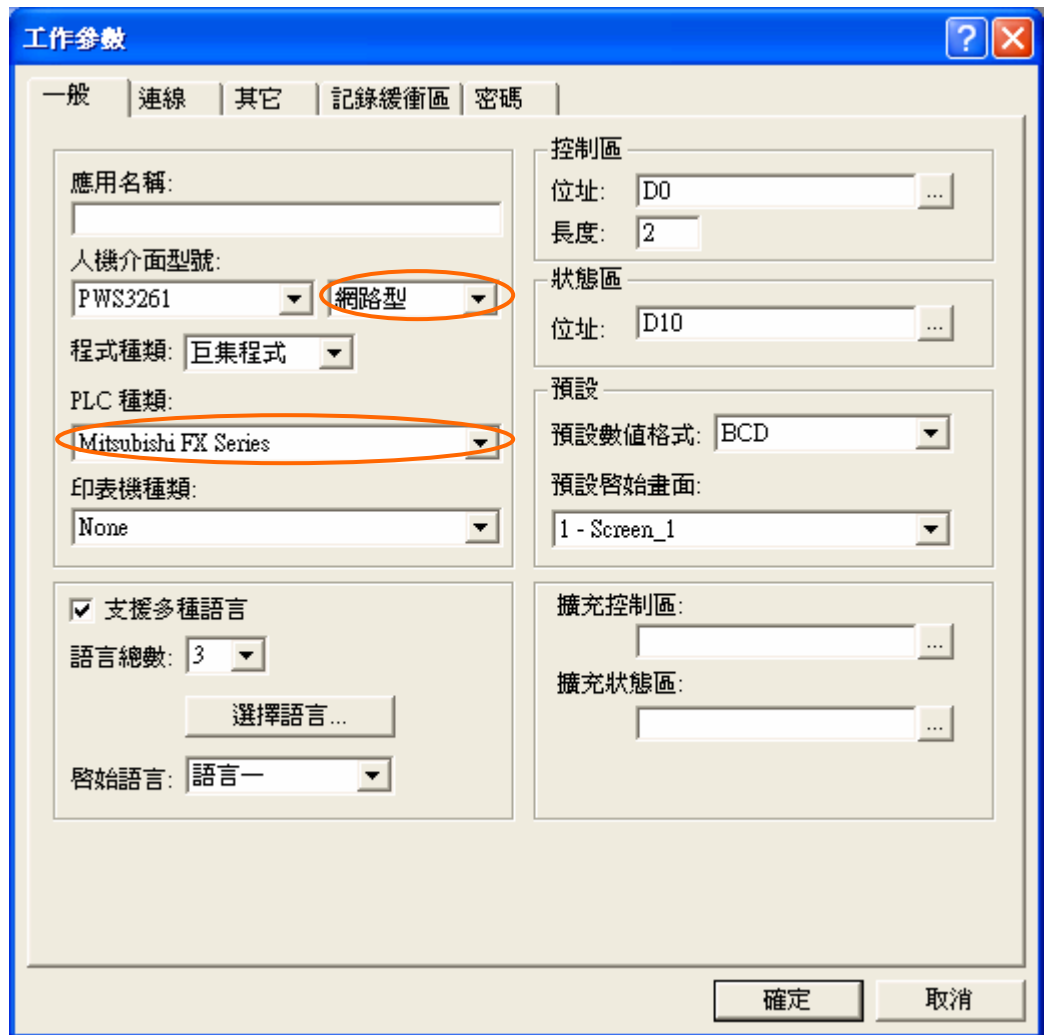 工作參數
一般 連線 其它 記錄緩衝區 密碼
應用名稱:
人機介面型號:
PWS3261 網路型
程式種類: 巨集程式
PLC 種類:
Mitsubishi FX Series
印表機種類:
None
支援多種語言
語言總數: 3
選擇語言...
啓始語言: 語言一
控制區
位址: D0 ...
長度: 2
狀態區
位址: D10 ...
預設
預設數值格式: BCD
預設啓始畫面:
1 - Screen_1
擴充控制區:
...
擴充狀態區:
...
確定 取消